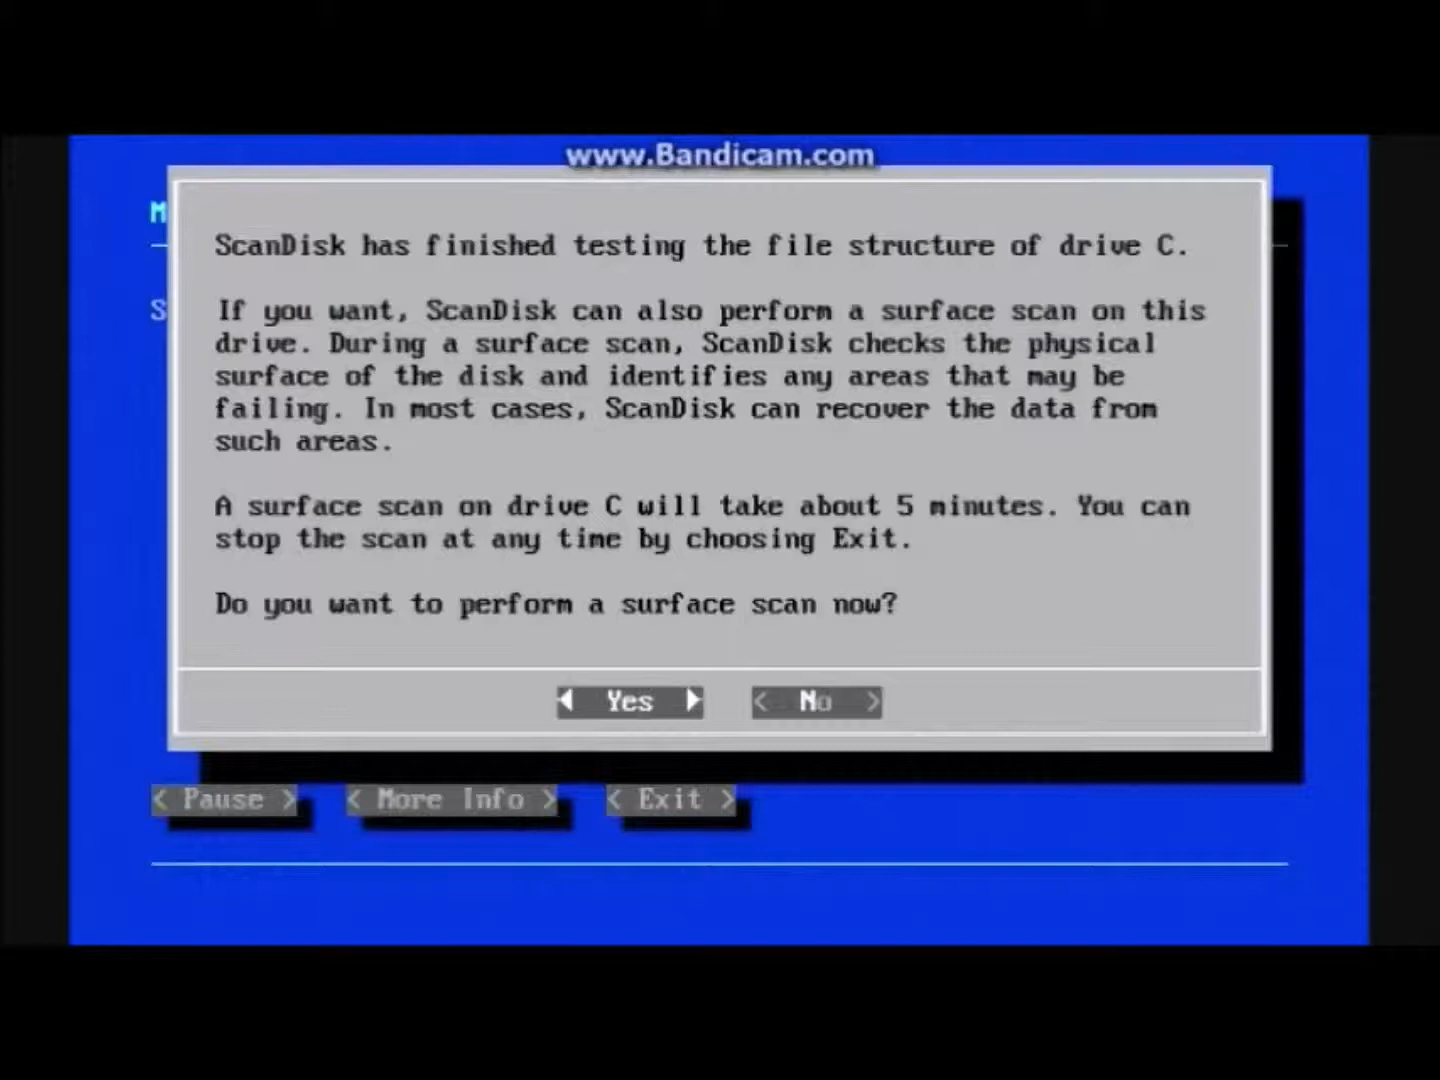 www.Bandicam.com
M
ScanDisk has finished testing the file structure of drive C.
S
If you want, ScanDisk can also perform a surface scan on this
drive. During a surface scan, ScanDisk checks the physical
surface of the disk and identifies any areas that may be
failing. In most cases, ScanDisk can recover the data from
such areas.
A surface scan on drive C will take about 5 minutes. You can
stop the scan at any time by choosing Exit.
Do you want to perform a surface scan now?
Yes < No >
< Pause > < More Info > < Exit >